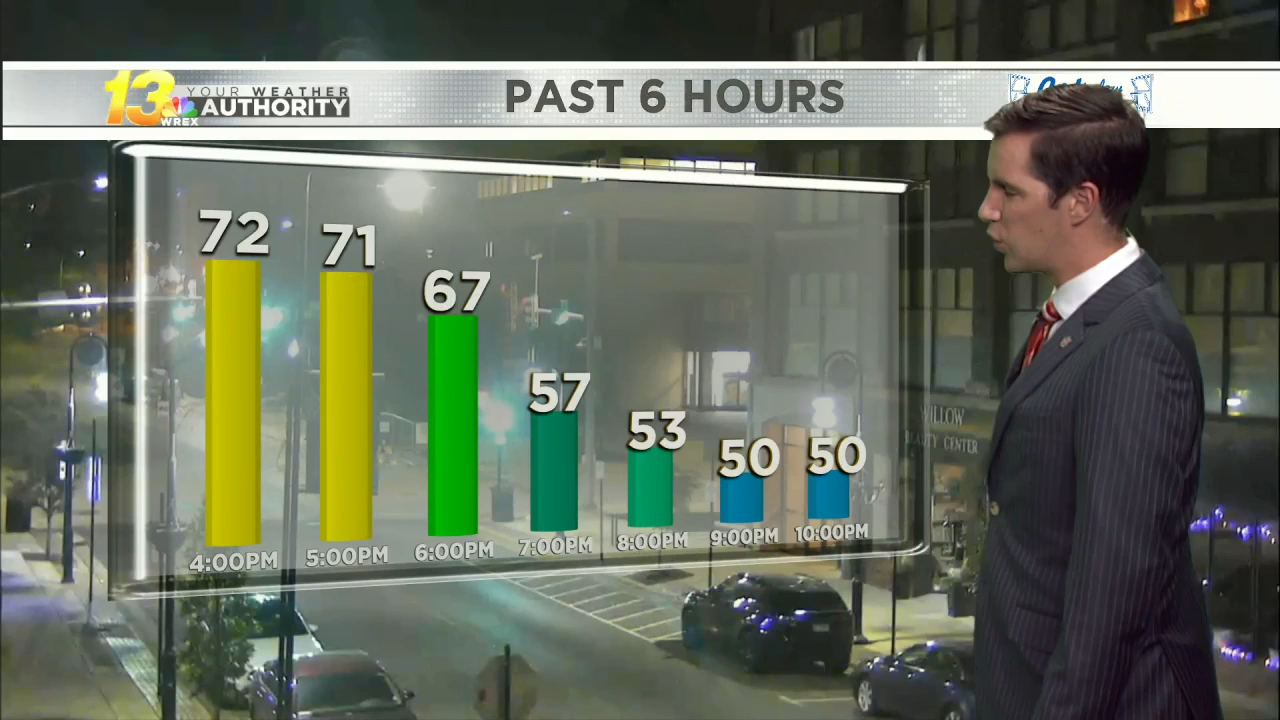 13
WREX
YOUR WEATHER
AUTHORITY
PAST 6 HOURS
72
71
67
57
53
50
50
4:00PM
5:00PM
6:00PM
7:00PM
8:00PM
9:00PM
10:00PM
WILLOW
BEAUTY CENTER